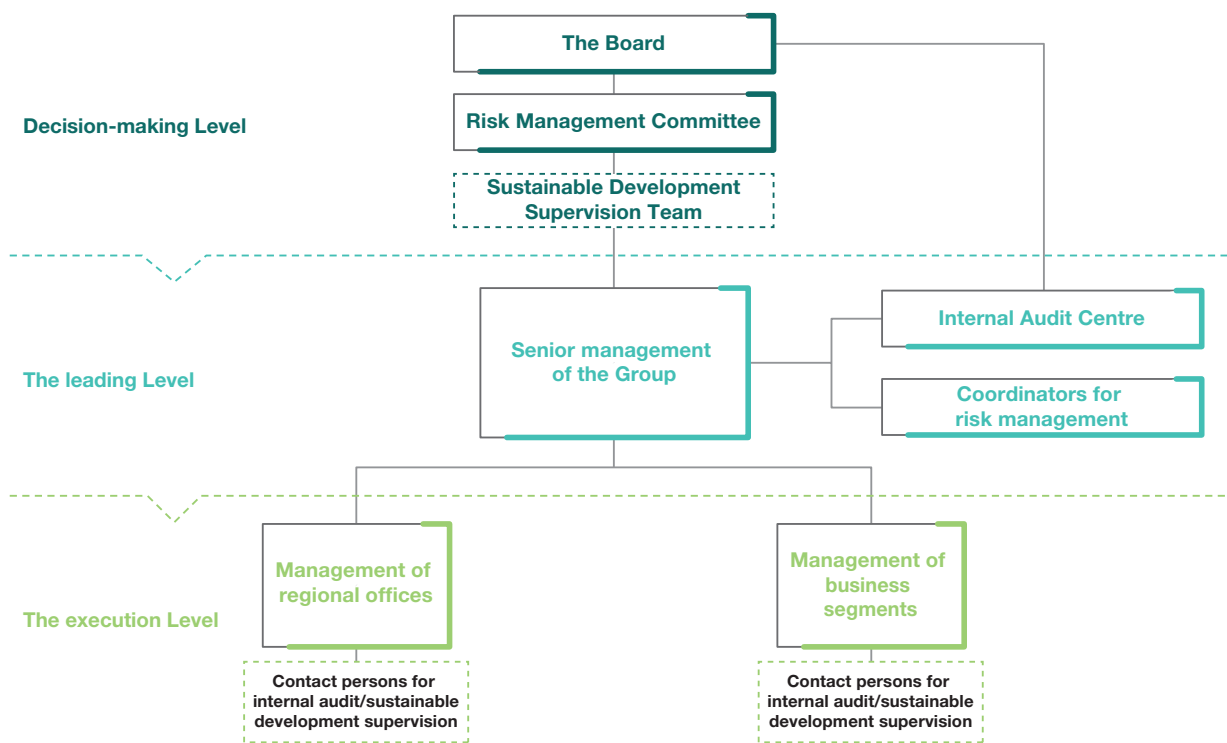 The Board
Decision-making Level
Risk Management Committee
Sustainable Development
Supervision Team
The leading Level
Senior management
of the Group
Internal Audit Centre
Coordinators for
risk management
The execution Level
Management of
regional offices
Management of
business
segments
Contact persons for
internal audit/sustainable
development supervision
Contact persons for
internal audit/sustainable
development supervision